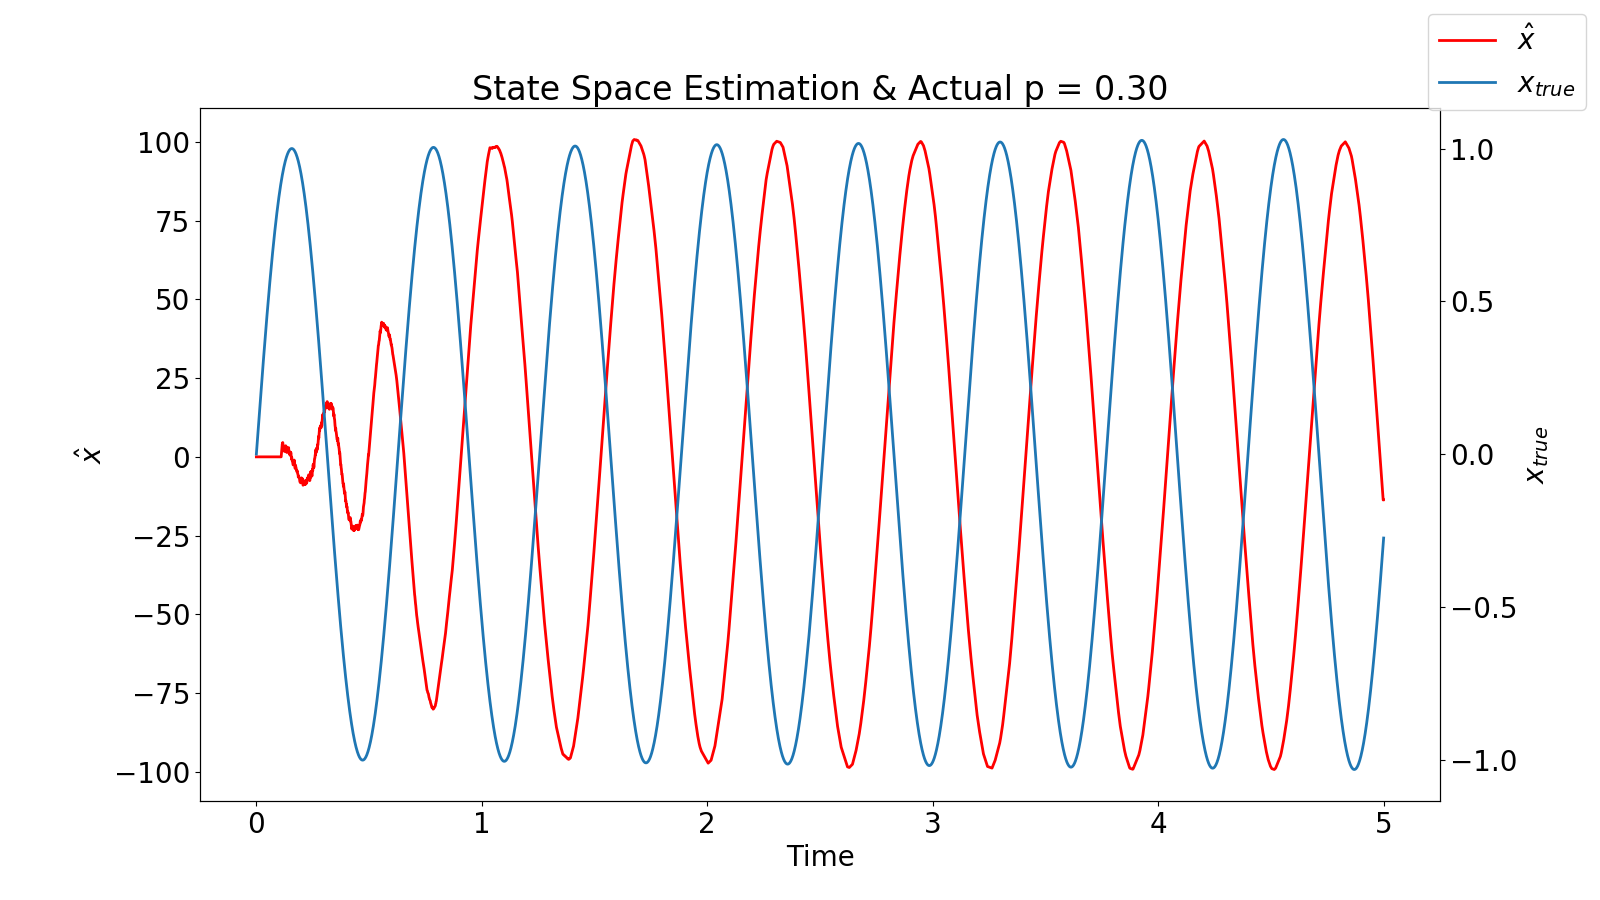 x̂
x_true
State Space Estimation & Actual p = 0.30
100
75
50
25
0
−25
−50
−75
−100
x̂
1.0
0.5
0.0
−0.5
−1.0
x_true
0 1 2 3 4 5
Time